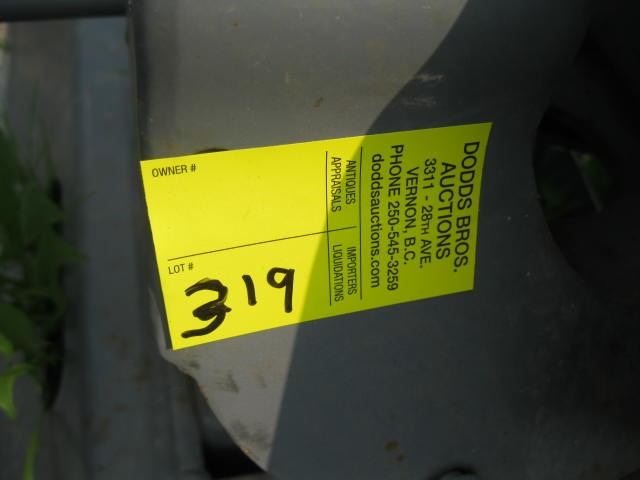 OWNER #
LOT #
319
ANTIQUES
APPRAISALS
IMPORTERS
LIQUIDATIONS
DODDS BROS.
AUCTIONS
3311 - 28TH AVE.
VERNON, B.C.
PHONE 250-545-3259
doddsauctions.com